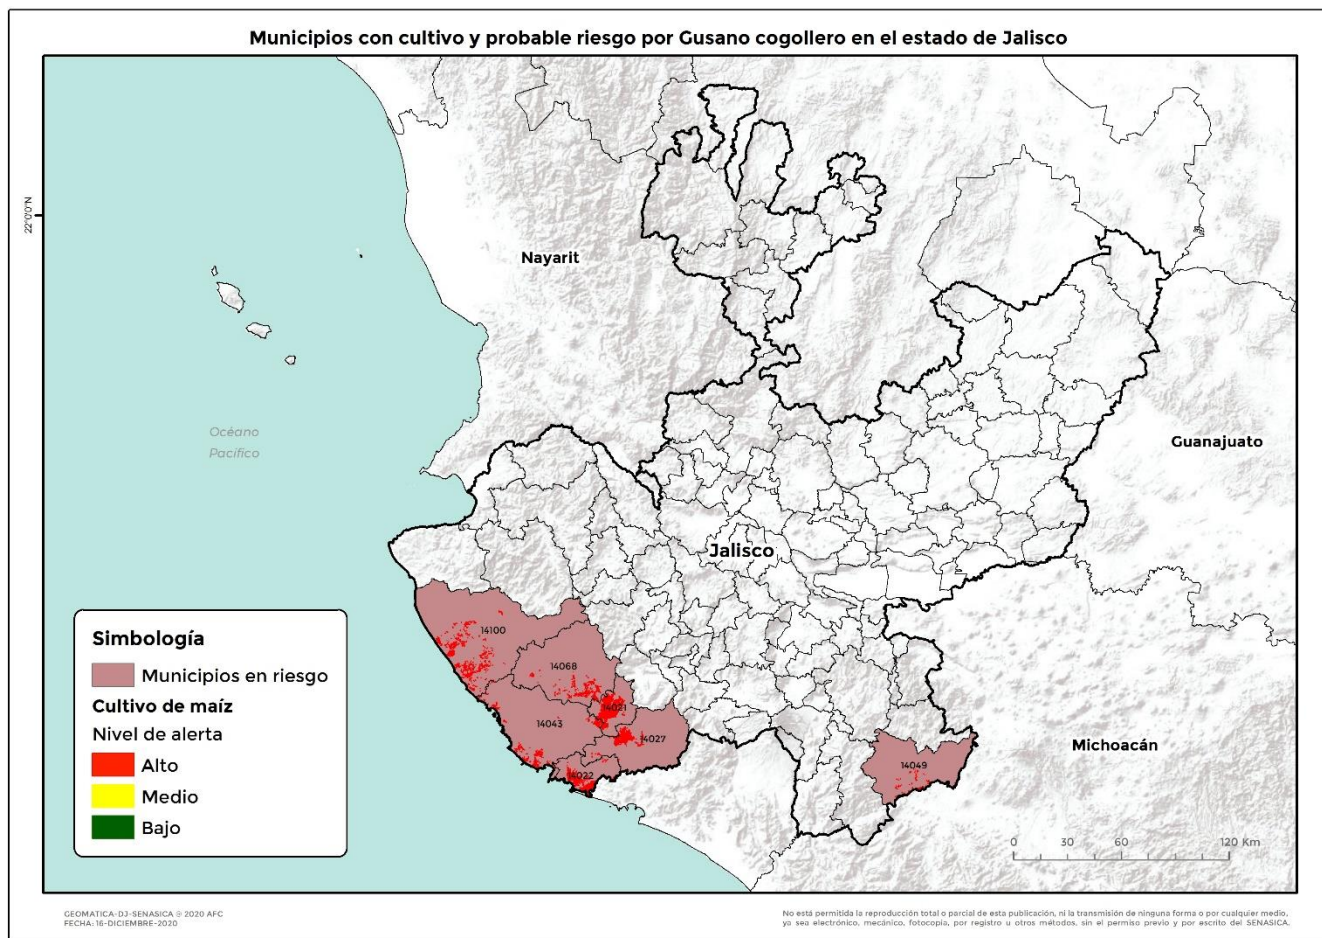 Municipios con cultivo y probable riesgo por Gusano cogollero en el estado de Jalisco
22°0'0"N
Nayarit
Océano
Pacífico
Guanajuato
Jalisco
14100
14068
14021
14043
14027
14022
14049
Michoacán
Simbología
Municipios en riesgo
Cultivo de maíz
Nivel de alerta
Alto
Medio
Bajo
0 30 60 120 Km
GEOMATICA-DJ-SENASICA @ 2020 AFC
FECHA: 16-DICIEMBRE-2020
No está permitida la reproducción total o parcial de esta publicación, ni la transmisión de ninguna forma o por cualquier medio,
ya sea electrónico, mecánico, fotocopia, por registro u otros métodos, sin el permiso previo y por escrito del SENASICA.